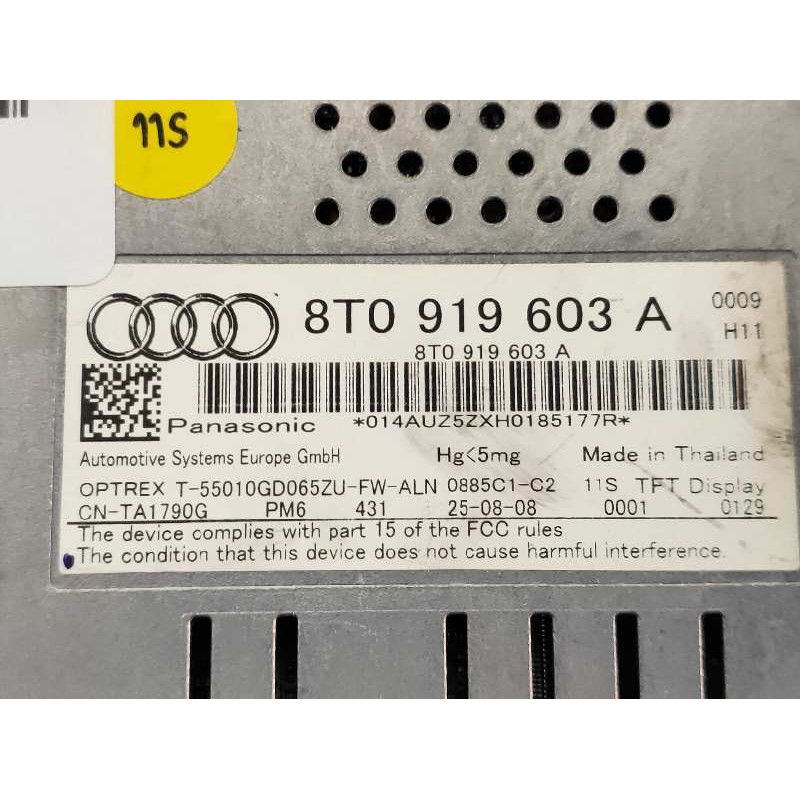 11S
8T0 919 603 A 0009
H11
8T0 919 603 A
Panasonic *014AUZ5ZXH0185177R*
Automotive Systems Europe GmbH Hg<5mg Made in Thailand
OPTREX T-55010GD065ZU-FW-ALN 0885C1-C2 11S TFT Display
CN-TA1790G PM6 431 25-08-08 0001 0129
The device complies with part 15 of the FCC rules
The condition that this device does not cause harmful interference.